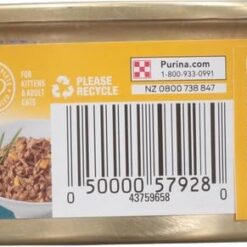 FOR
KITTENS
& ADULT
CATS
PLEASE
RECYCLE
Purina.com
1-800-933-0991
NZ 0800 738 847
0 50000 57928 0
43759658